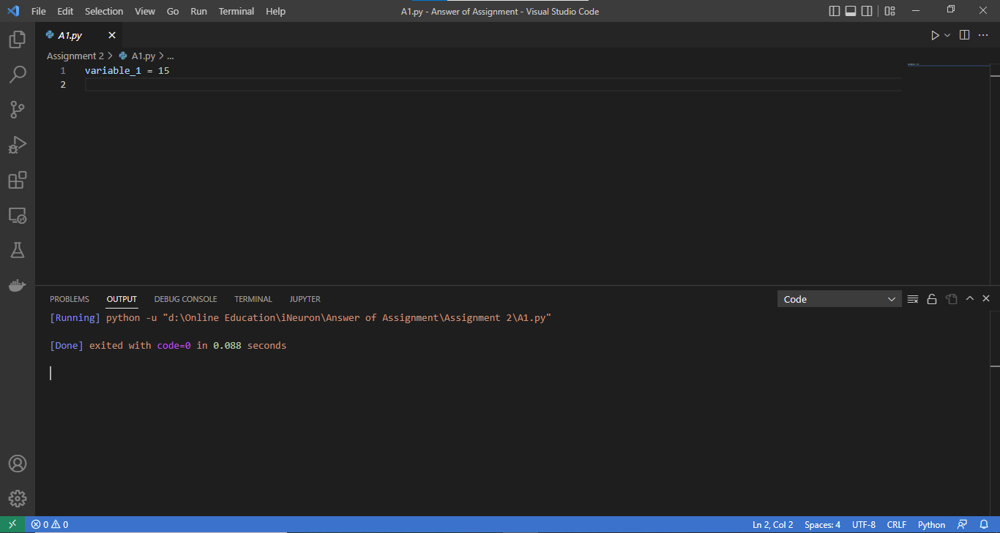 File Edit Selection View Go Run Terminal Help A1.py - Answer of Assignment - Visual Studio Code
A1.py
Assignment 2 > A1.py > ...
1 variable_1 = 15
2
PROBLEMS OUTPUT DEBUG CONSOLE TERMINAL JUPYTER Code
[Running] python -u "d:\Online Education\iNeuron\Answer of Assignment\Assignment 2\A1.py"
[Done] exited with code=0 in 0.088 seconds
0 0 Ln 2, Col 2 Spaces: 4 UTF-8 CRLF Python